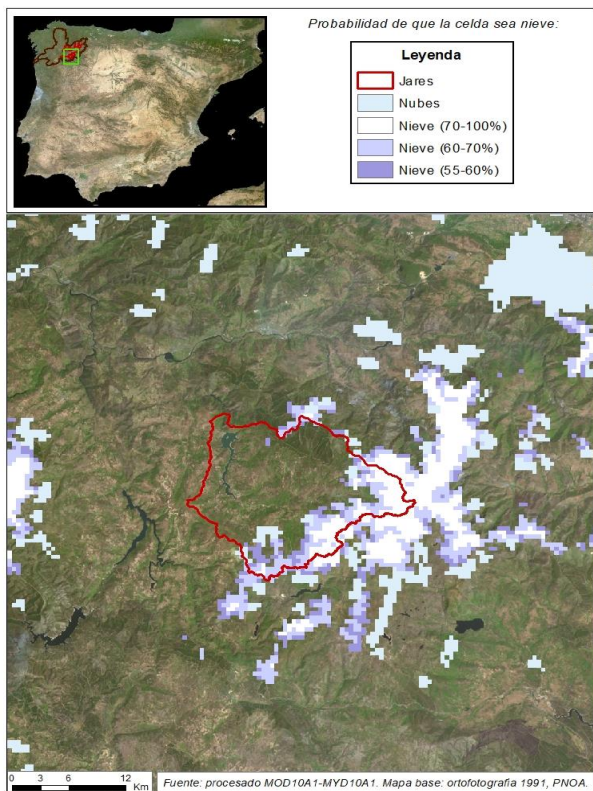 Probabilidad de que la celda sea nieve:
Leyenda
Jares
Nubes
Nieve (70-100%)
Nieve (60-70%)
Nieve (55-60%)
0 3 6 12
Km
Fuente: procesado MOD10A1-MYD10A1. Mapa base: ortofotografia 1991, PNOA.